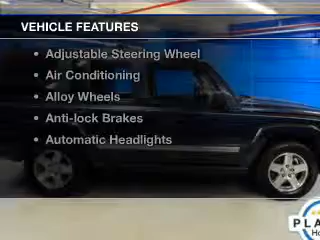 VEHICLE FEATURES
• Adjustable Steering Wheel
• Air Conditioning
• Alloy Wheels
• Anti-lock Brakes
• Automatic Headlights
PLA
Ho